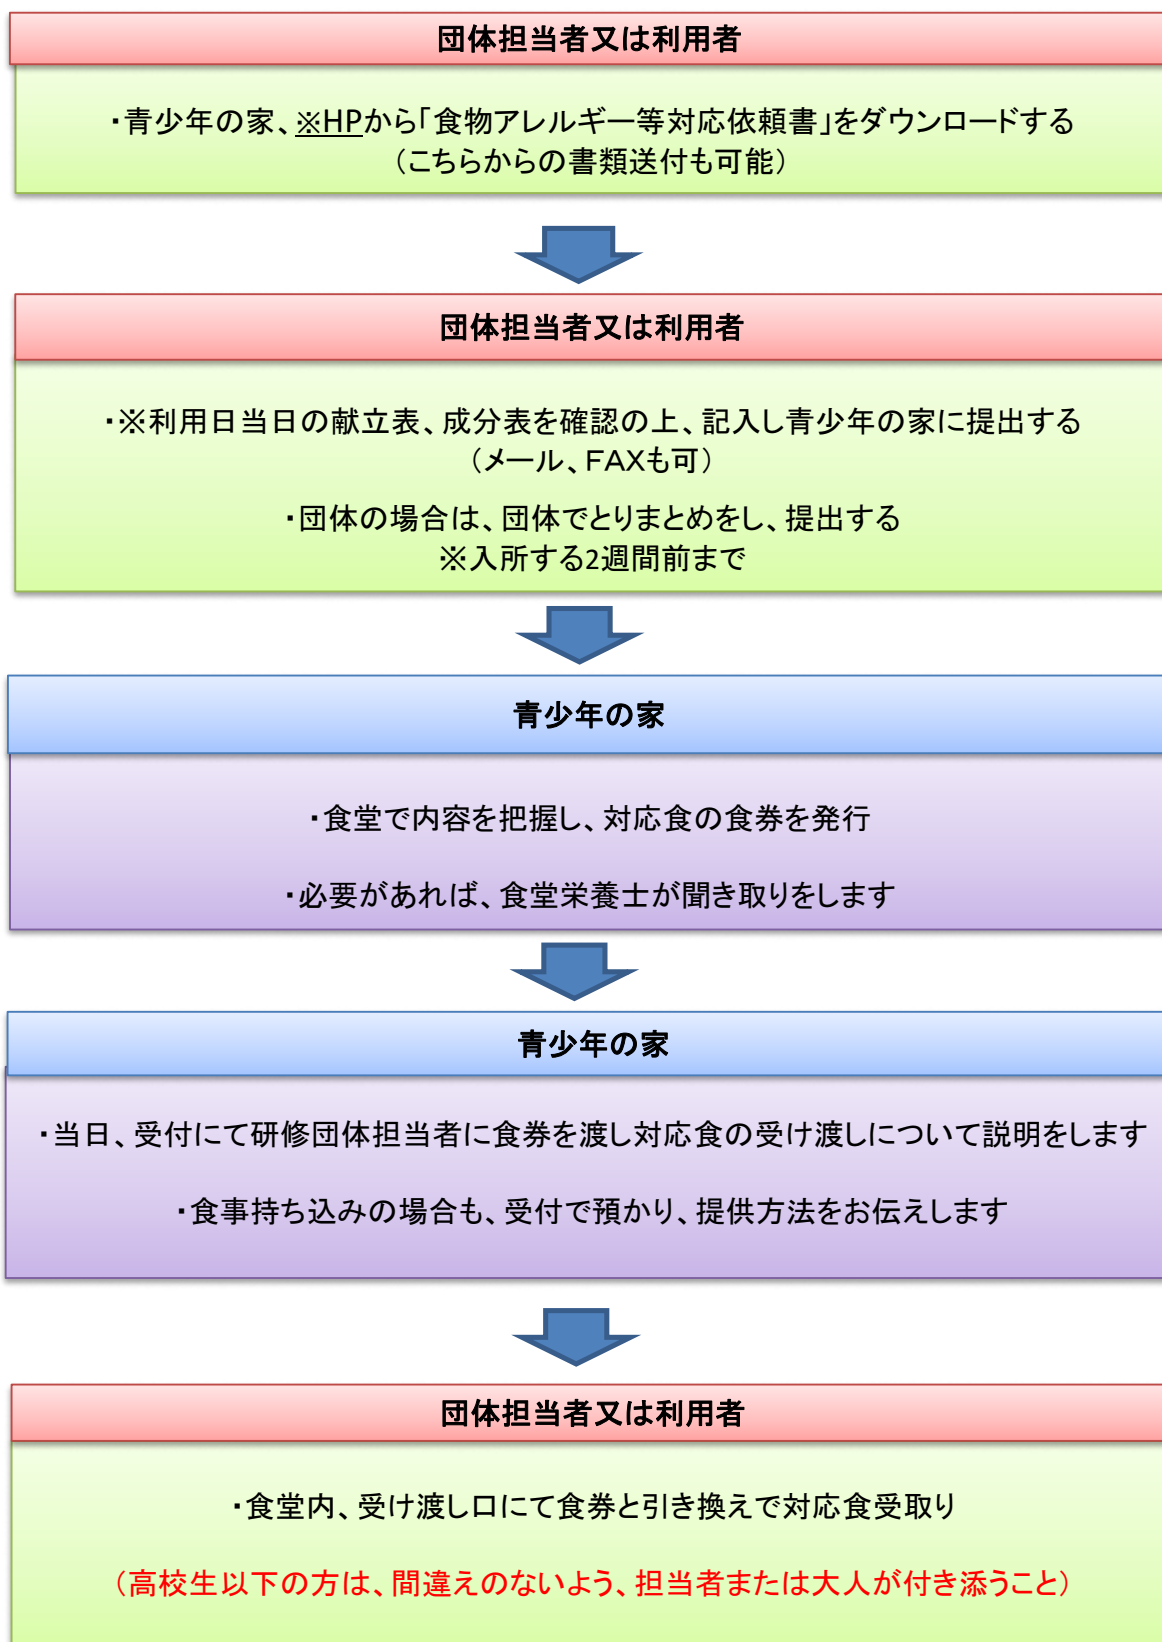 団体担当者又は利用者
・青少年の家、※HPから「食物アレルギー等対応依頼書」をダウンロードする
（こちらからの書類送付も可能）
団体担当者又は利用者
・※利用日当日の献立表、成分表を確認の上、記入し青少年の家に提出する
（メール、FAXも可）
・団体の場合は、団体でとりまとめをし、提出する
※入所する2週間前まで
青少年の家
・食堂で内容を把握し、対応食の食券を発行
・必要があれば、食堂栄養士が聞き取りをします
青少年の家
・当日、受付にて研修団体担当者に食券を渡し対応食の受け渡しについて説明をします
・食事持ち込みの場合も、受付で預かり、提供方法をお伝えします
団体担当者又は利用者
・食堂内、受け渡し口にて食券と引き換えで対応食受取り
（高校生以下の方は、間違えのないよう、担当者または大人が付き添うこと）